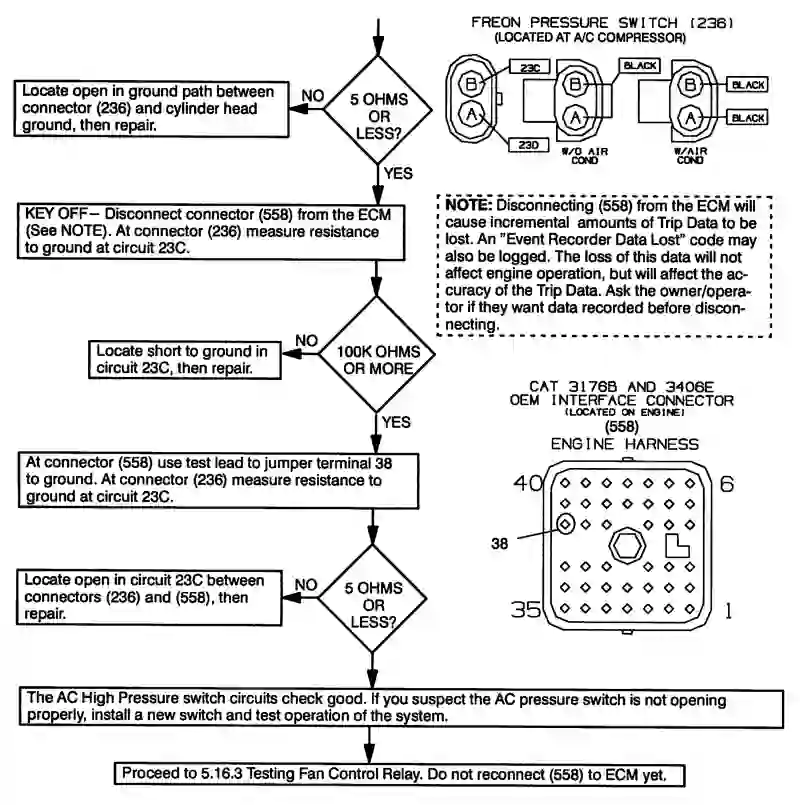 FREON PRESSURE SWITCH (236)
(LOCATED AT A/C COMPRESSOR)
B
23C
A
23D
B
BLACK
A
W/O AIR
COND
B
BLACK
A
BLACK
W/AIR
COND
5 OHMS
OR
LESS?
NO
Locate open in ground path between
connector (236) and cylinder head
ground, then repair.
YES
KEY OFF– Disconnect connector (558) from the ECM
(See NOTE). At connector (236) measure resistance
to ground at circuit 23C.
NOTE: Disconnecting (558) from the ECM will
cause incremental amounts of Trip Data to be
lost. An "Event Recorder Data Lost" code may
also be logged. The loss of this data will not
affect engine operation, but will affect the ac-
curacy of the Trip Data. Ask the owner/opera-
tor if they want data recorded before discon-
necting.
100K OHMS
OR MORE
NO
Locate short to ground in
circuit 23C, then repair.
YES
CAT 3176B AND 3406E
OEM INTERFACE CONNECTOR
(LOCATED ON ENGINE)
(558)
ENGINE HARNESS
40
6
38
35
1
At connector (558) use test lead to jumper terminal 38
to ground. At connector (236) measure resistance to
ground at circuit 23C.
5 OHMS
OR
LESS?
NO
Locate open in circuit 23C between
connectors (236) and (558), then
repair.
YES
The AC High Pressure switch circuits check good. If you suspect the AC pressure switch is not opening
properly, install a new switch and test operation of the system.
Proceed to 5.16.3 Testing Fan Control Relay. Do not reconnect (558) to ECM yet.